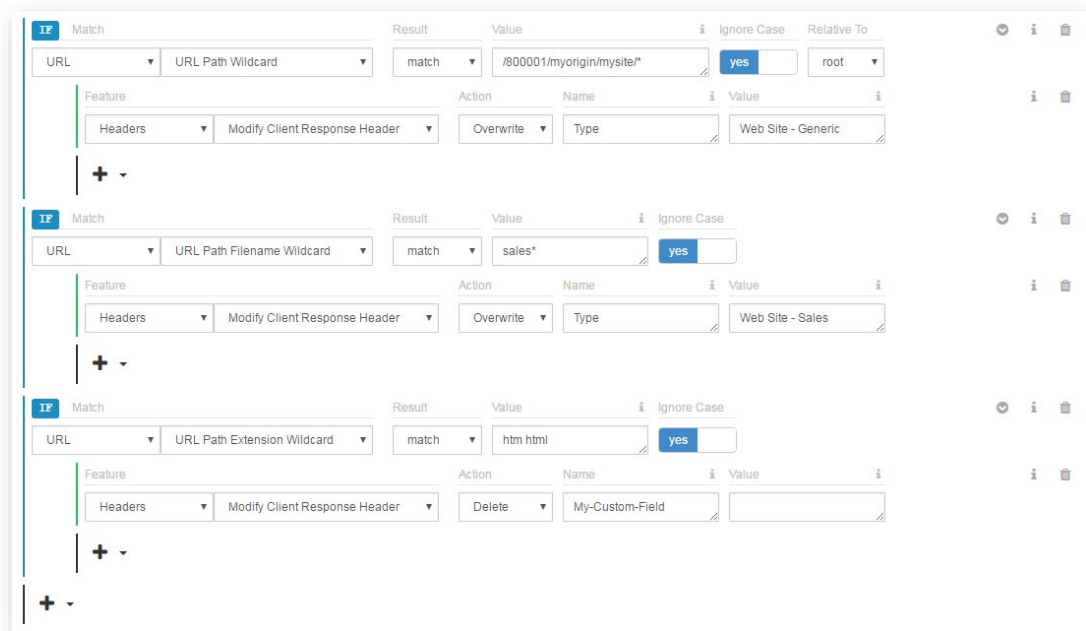 IF Match Result Value i Ignore Case Relative To i
URL URL Path Wildcard match /800001/myorigin/mysite/* yes root
Feature Action Name i Value i i
Headers Modify Client Response Header Overwrite Type Web Site - Generic
+
IF Match Result Value i Ignore Case i
URL URL Path Filename Wildcard match sales* yes
Feature Action Name i Value i i
Headers Modify Client Response Header Overwrite Type Web Site - Sales
+
IF Match Result Value i Ignore Case i
URL URL Path Extension Wildcard match htm html yes
Feature Action Name i Value i i
Headers Modify Client Response Header Delete My-Custom-Field
+
+